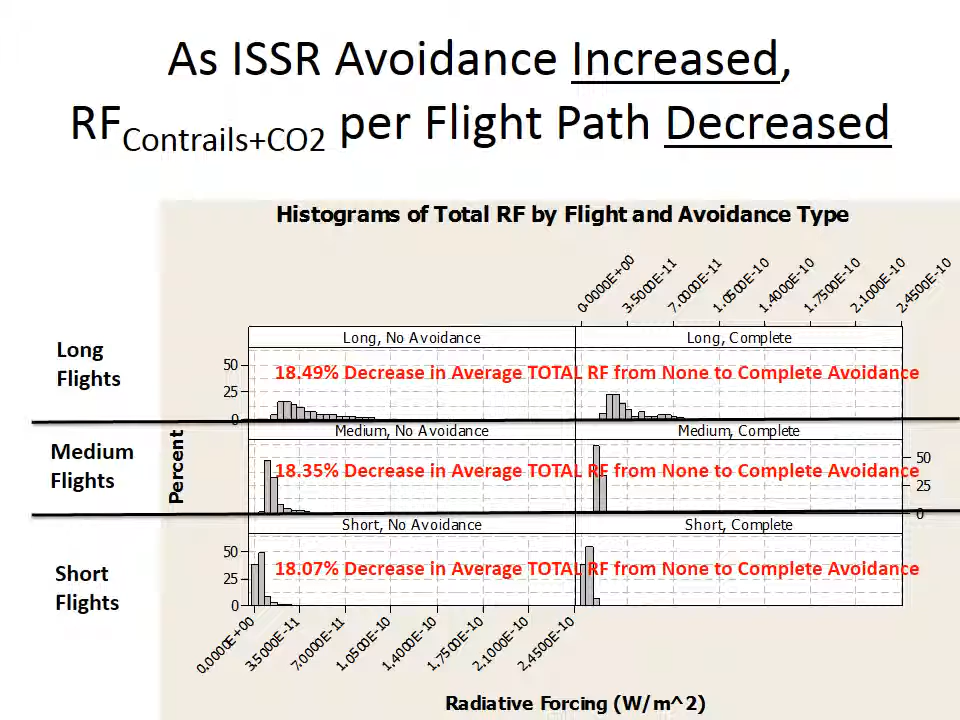 As ISSR Avoidance Increased,
RFContrails+CO2 per Flight Path Decreased
Histograms of Total RF by Flight and Avoidance Type
0.0000E+00 3.5000E-11 7.0000E-11 1.0500E-10 1.4000E-10 1.7500E-10 2.1000E-10 2.4500E-10
Long, No Avoidance Long, Complete
Long
Flights
50
25
0
18.49% Decrease in Average TOTAL RF from None to Complete Avoidance
Medium, No Avoidance Medium, Complete
Medium
Flights
Percent
18.35% Decrease in Average TOTAL RF from None to Complete Avoidance
50
25
0
Short, No Avoidance Short, Complete
Short
Flights
50
25
0
18.07% Decrease in Average TOTAL RF from None to Complete Avoidance
0.0000E+00 3.5000E-11 7.0000E-11 1.0500E-10 1.4000E-10 1.7500E-10 2.1000E-10 2.4500E-10
Radiative Forcing (W/m^2)